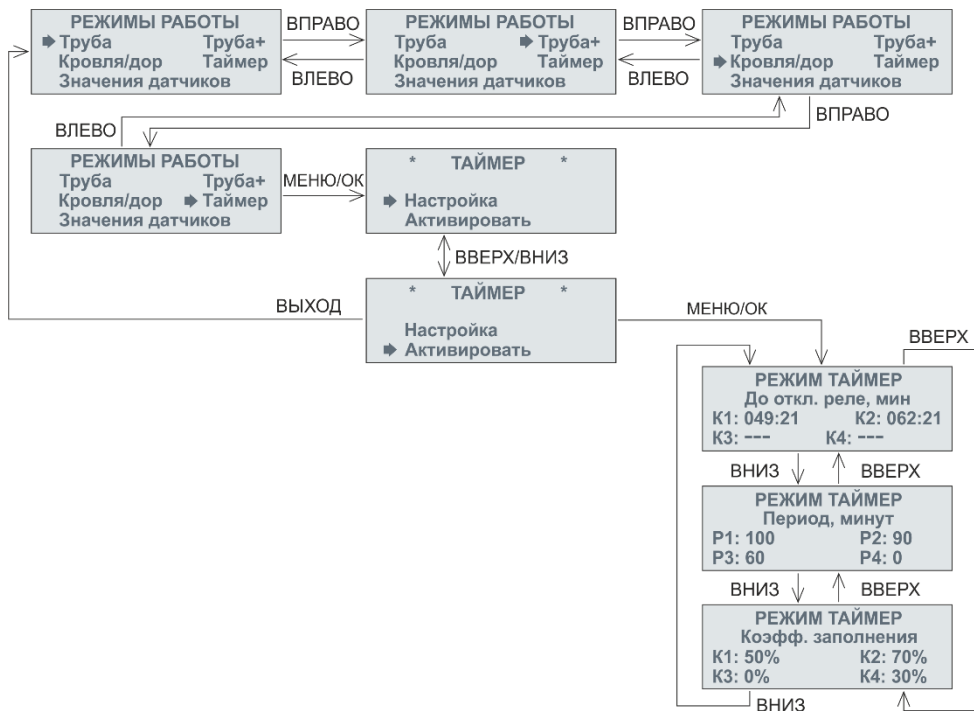 РЕЖИМЫ РАБОТЫ
Труба Труба+
Кровля/дор Таймер
Значения датчиков
ВПРАВО
ВЛЕВО
РЕЖИМЫ РАБОТЫ
Труба Труба+
Кровля/дор Таймер
Значения датчиков
ВПРАВО
ВЛЕВО
РЕЖИМЫ РАБОТЫ
Труба Труба+
Кровля/дор Таймер
Значения датчиков
ВЛЕВО
ВПРАВО
РЕЖИМЫ РАБОТЫ
Труба Труба+
Кровля/дор Таймер
Значения датчиков
МЕНЮ/ОК
* ТАЙМЕР *
Настройка
Активировать
ВВЕРХ/ВНИЗ
ВЫХОД
* ТАЙМЕР *
Настройка
Активировать
МЕНЮ/ОК
ВВЕРХ
РЕЖИМ ТАЙМЕР
До откл. реле, мин
К1: 049:21 К2: 062:21
К3: --- К4: ---
ВНИЗ ВВЕРХ
РЕЖИМ ТАЙМЕР
Период, минут
Р1: 100 Р2: 90
Р3: 60 Р4: 0
ВНИЗ ВВЕРХ
РЕЖИМ ТАЙМЕР
Коэфф. заполнения
К1: 50% К2: 70%
К3: 0% К4: 30%
ВНИЗ